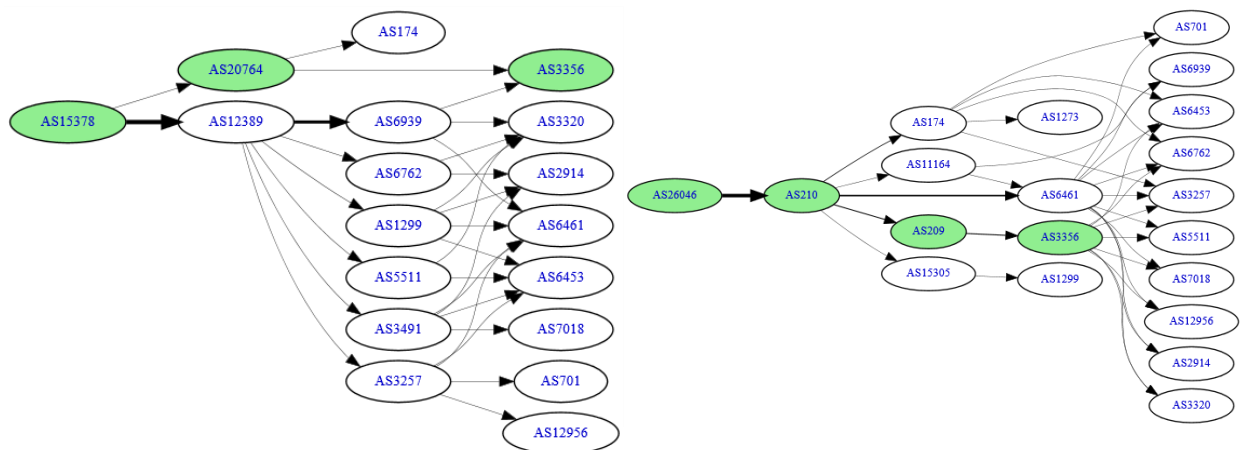 AS174
AS20764
AS3356
AS15378
AS12389
AS6939
AS3320
AS6762
AS2914
AS1299
AS6461
AS5511
AS6453
AS3491
AS7018
AS3257
AS701
AS12956
AS701
AS6939
AS6453
AS174
AS1273
AS6762
AS11164
AS26046
AS210
AS6461
AS3257
AS209
AS3356
AS5511
AS15305
AS1299
AS7018
AS12956
AS2914
AS3320